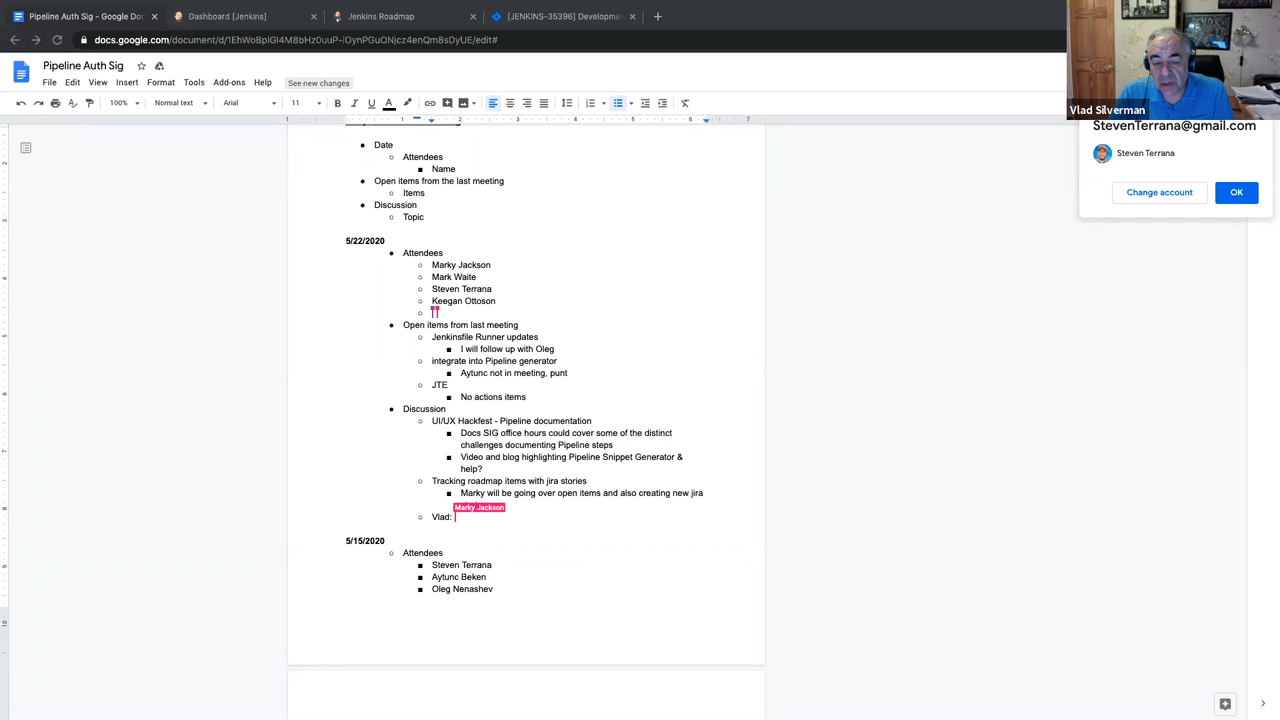 Pipeline Auth Sig - Google Doc
Dashboard [Jenkins]
Jenkins Roadmap
[JENKINS-35396] Developme
docs.google.com/document/d/1EhWoBplGl4M8bHz0uuP-iOynPGuONjcz4enQm8sDyUE/edit#
Pipeline Auth Sig
File Edit View Insert Format Tools Add-ons Help See new changes
100% Normal text Arial 11
Vlad Silverman
StevenTerrana@gmail.com
Steven Terrana
Change account OK
Date
Attendees
Name
Open items from the last meeting
Items
Discussion
Topic
5/22/2020
Attendees
Marky Jackson
Mark Waite
Steven Terrana
Keegan Ottoson
Open items from last meeting
Jenkinsfile Runner updates
I will follow up with Oleg
integrate into Pipeline generator
Aytunc not in meeting, punt
JTE
No actions items
Discussion
UI/UX Hackfest - Pipeline documentation
Docs SIG office hours could cover some of the distinct
challenges documenting Pipeline steps
Video and blog highlighting Pipeline Snippet Generator &
help?
Tracking roadmap items with jira stories
Marky will be going over open items and also creating new jira
Marky Jackson
Vlad:
5/15/2020
Attendees
Steven Terrana
Aytunc Beken
Oleg Nenashev